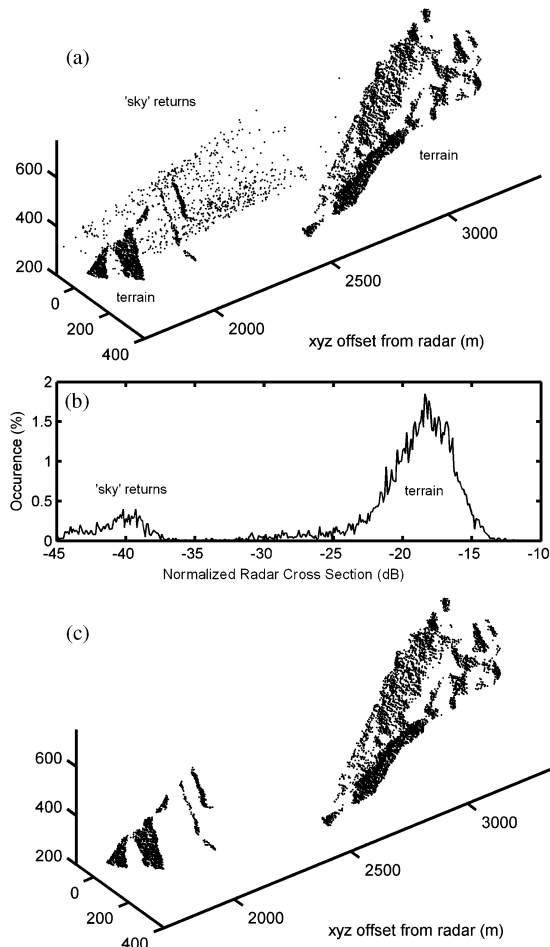 (a)
'sky' returns
terrain
600
400
200
terrain
0
200
400
2000
2500
3000
xyz offset from radar (m)
2
(b)
1.5
Occurence (%)
1
'sky' returns
terrain
0.5
0
-45 -40 -35 -30 -25 -20 -15 -10
Normalized Radar Cross Section (dB)
(c)
600
400
200
0
200
400
2000
2500
3000
xyz offset from radar (m)